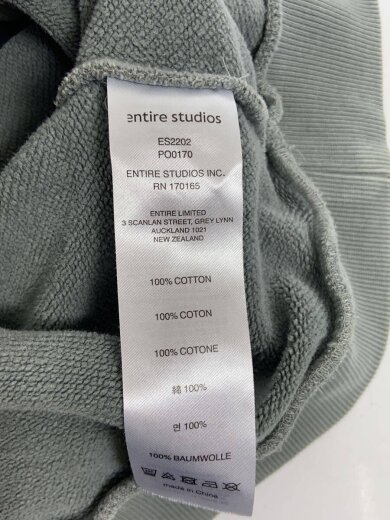 entire studios
ES2202
PO0170
ENTIRE STUDIOS INC.
RN 170165
ENTIRE LIMITED
3 SCANLAN STREET, GREY LYNN
AUCKLAND 1021
NEW ZEALAND
100% COTTON
100% COTON
100% COTONE
綿 100%
면 100%
100% BAUMWOLLE
made in China